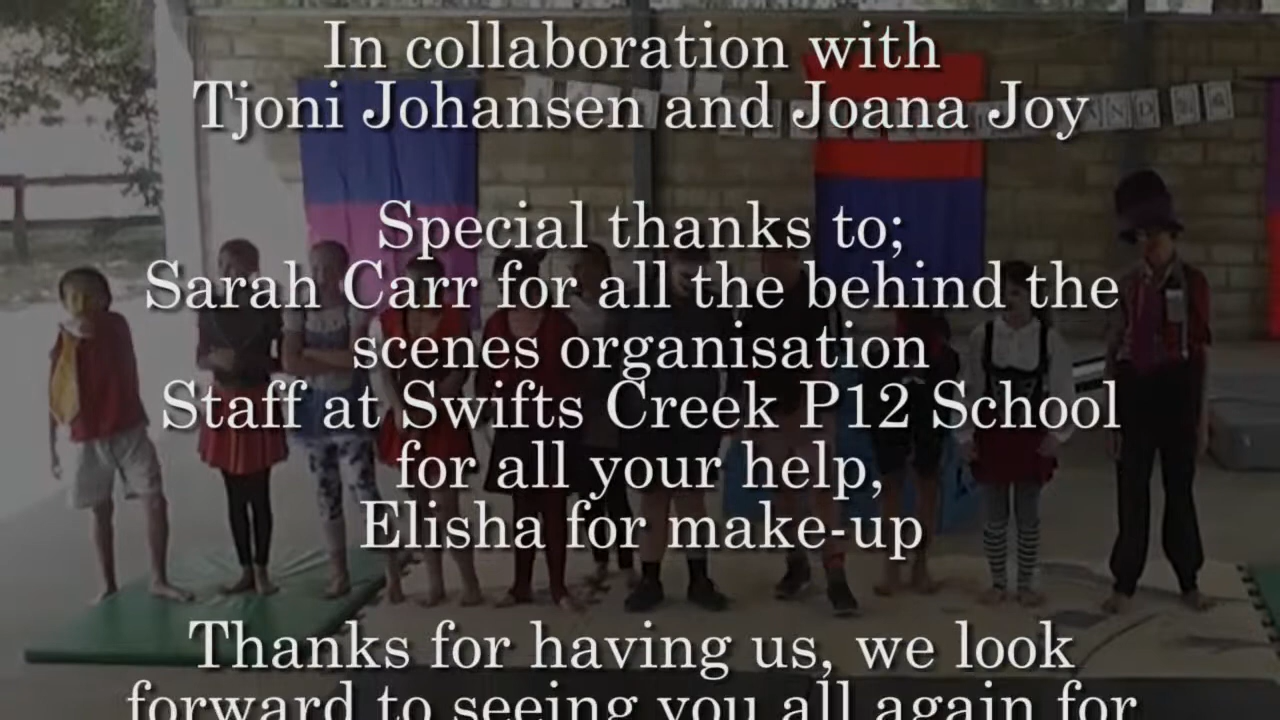 In collaboration with
Tjoni Johansen and Joana Joy
Special thanks to;
Sarah Carr for all the behind the
scenes organisation
Staff at Swifts Creek P12 School
for all your help,
Elisha for make-up
Thanks for having us, we look
forward to seeing you all again for